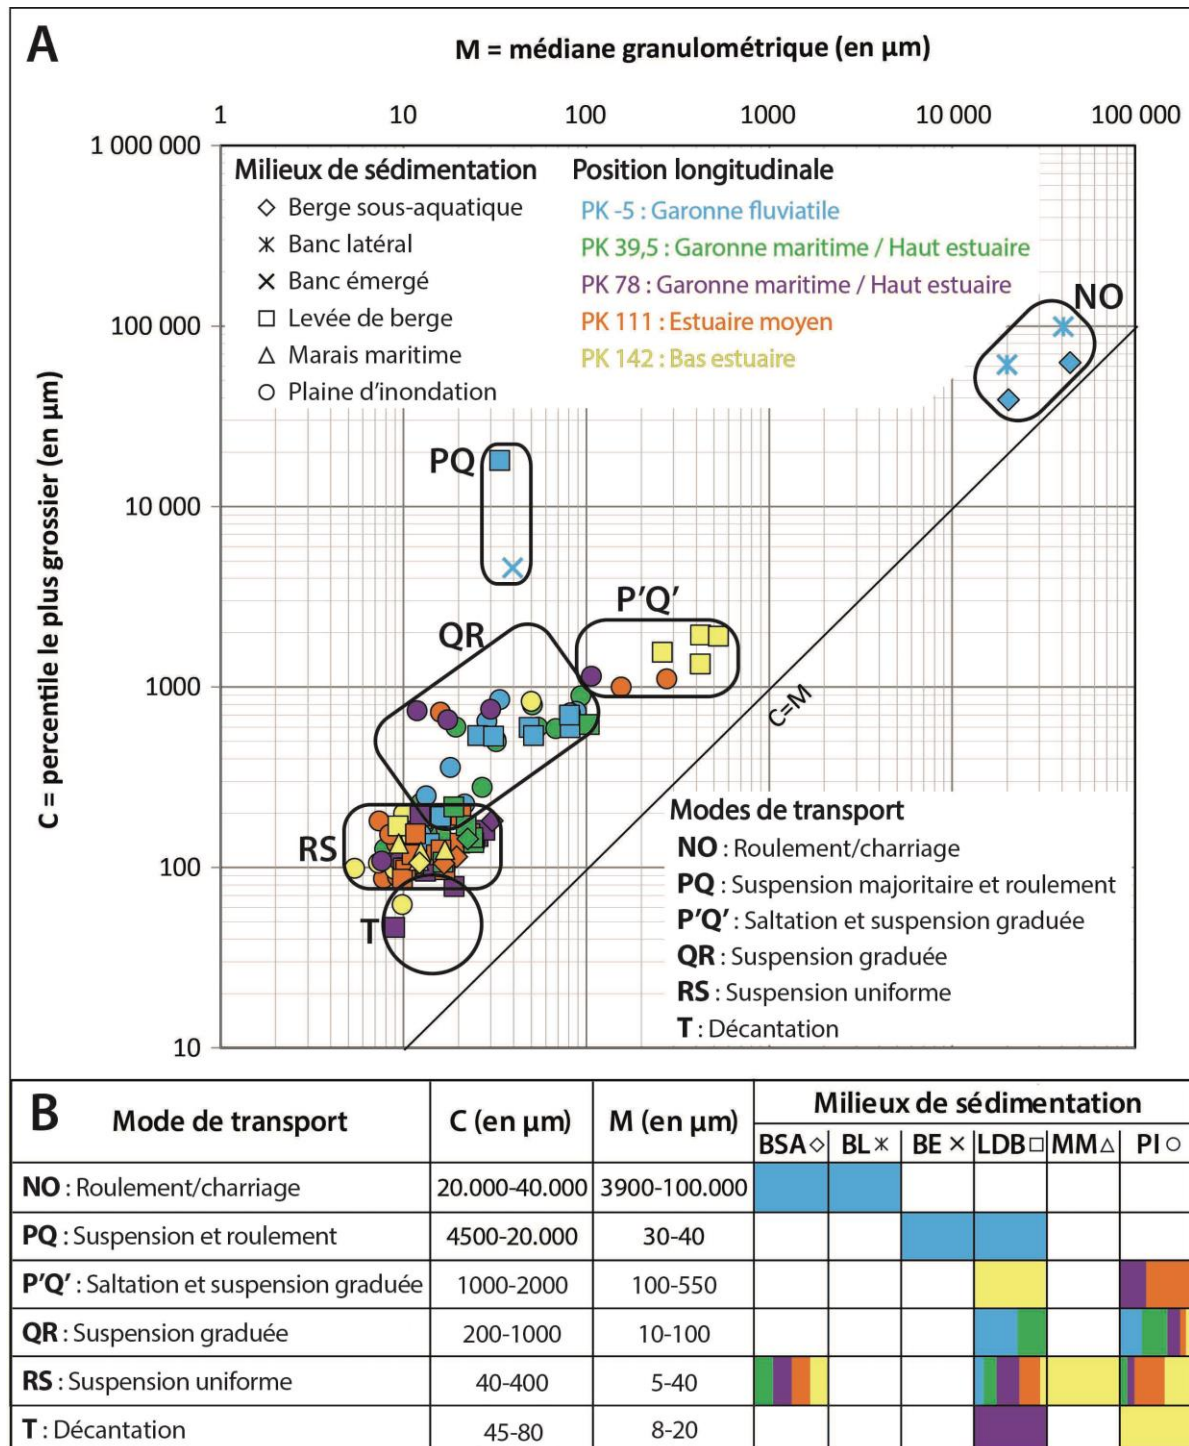 A
M = médiane granulométrique (en µm)
1 10 100 1000 10 000 100 000
1 000 000
100 000
10 000
1000
100
10
C = percentile le plus grossier (en µm)
Milieux de sédimentation
Berge sous-aquatique
Banc latéral
Banc émergé
Levée de berge
Marais maritime
Plaine d'inondation
Position longitudinale
PK -5 : Garonne fluviatile
PK 39,5 : Garonne maritime / Haut estuaire
PK 78 : Garonne maritime / Haut estuaire
PK 111 : Estuaire moyen
PK 142 : Bas estuaire
NO
PQ
P'Q'
QR
C=M
RS
T
Modes de transport
NO : Roulement/charriage
PQ : Suspension majoritaire et roulement
P'Q' : Saltation et suspension graduée
QR : Suspension graduée
RS : Suspension uniforme
T : Décantation
B Mode de transport C (en µm) M (en µm) Milieux de sédimentation
BSA BL BE LDB MM PI
NO : Roulement/charriage 20.000-40.000 3900-100.000
PQ : Suspension et roulement 4500-20.000 30-40
P'Q' : Saltation et suspension graduée 1000-2000 100-550
QR : Suspension graduée 200-1000 10-100
RS : Suspension uniforme 40-400 5-40
T : Décantation 45-80 8-20